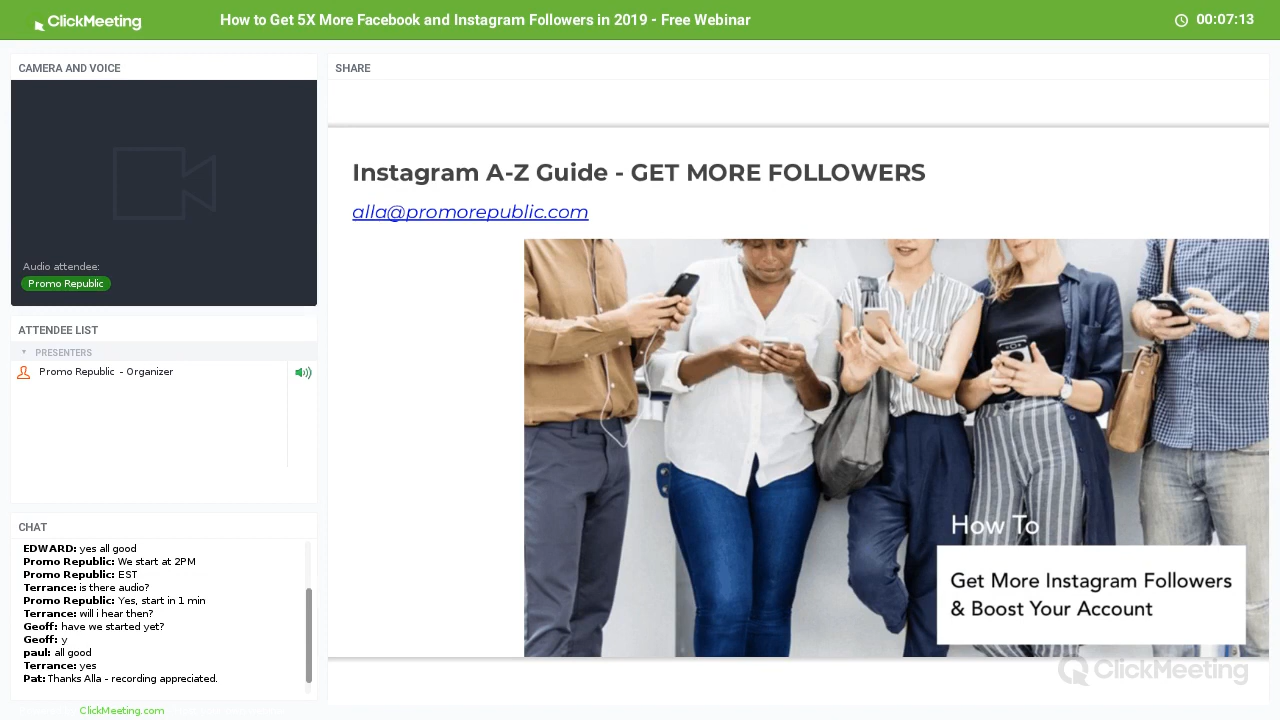 ClickMeeting
How to Get 5X More Facebook and Instagram Followers in 2019 - Free Webinar
00:07:13
CAMERA AND VOICE
Audio attendee:
Promo Republic
ATTENDEE LIST
PRESENTERS
Promo Republic - Organizer
CHAT
EDWARD: yes all good
Promo Republic: We start at 2PM
Promo Republic: EST
Terrance: is there audio?
Promo Republic: Yes, start in 1 min
Terrance: will i hear then?
Geoff: have we started yet?
Geoff: y
paul: all good
Terrance: yes
Pat: Thanks Alla - recording appreciated.
ClickMeeting.com
SHARE
Instagram A-Z Guide - GET MORE FOLLOWERS
alla@promorepublic.com
How To
Get More Instagram Followers
& Boost Your Account
ClickMeeting